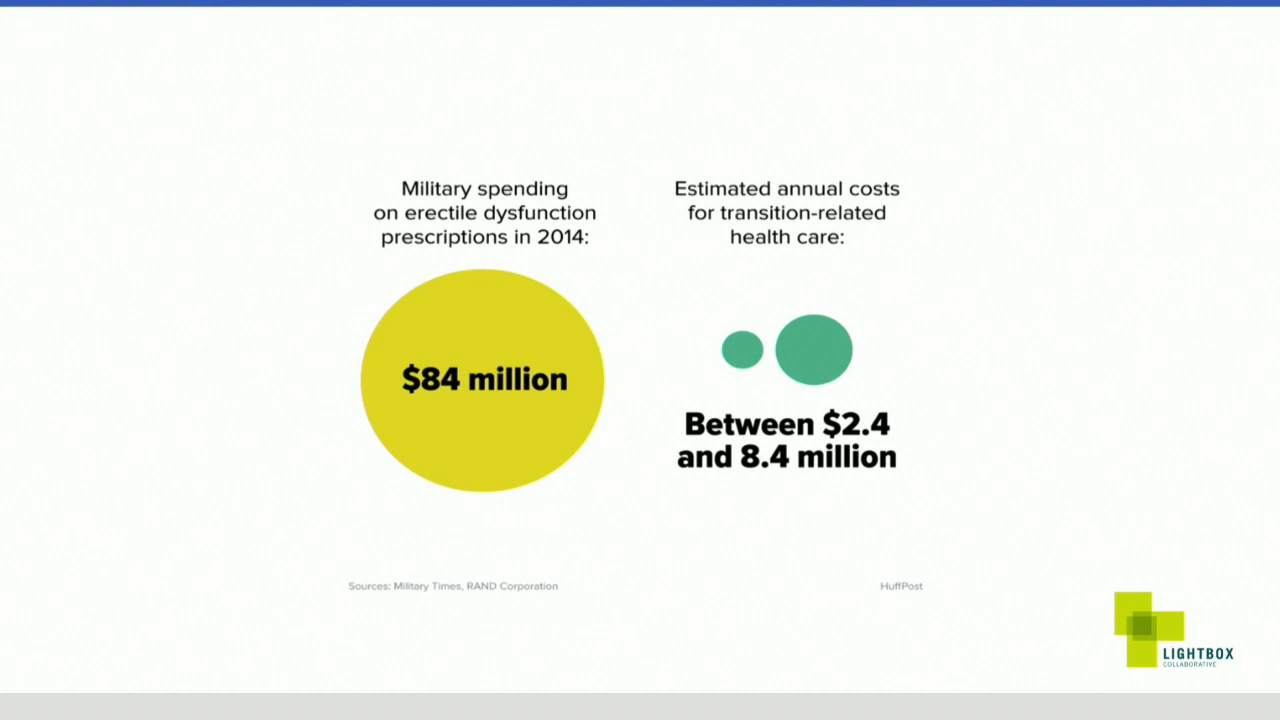 Military spending
on erectile dysfunction
prescriptions in 2014:
$84 million
Estimated annual costs
for transition-related
health care:
Between $2.4
and 8.4 million
Sources: Military Times, RAND Corporation
HuffPost
LIGHTBOX
COLLABORATIVE